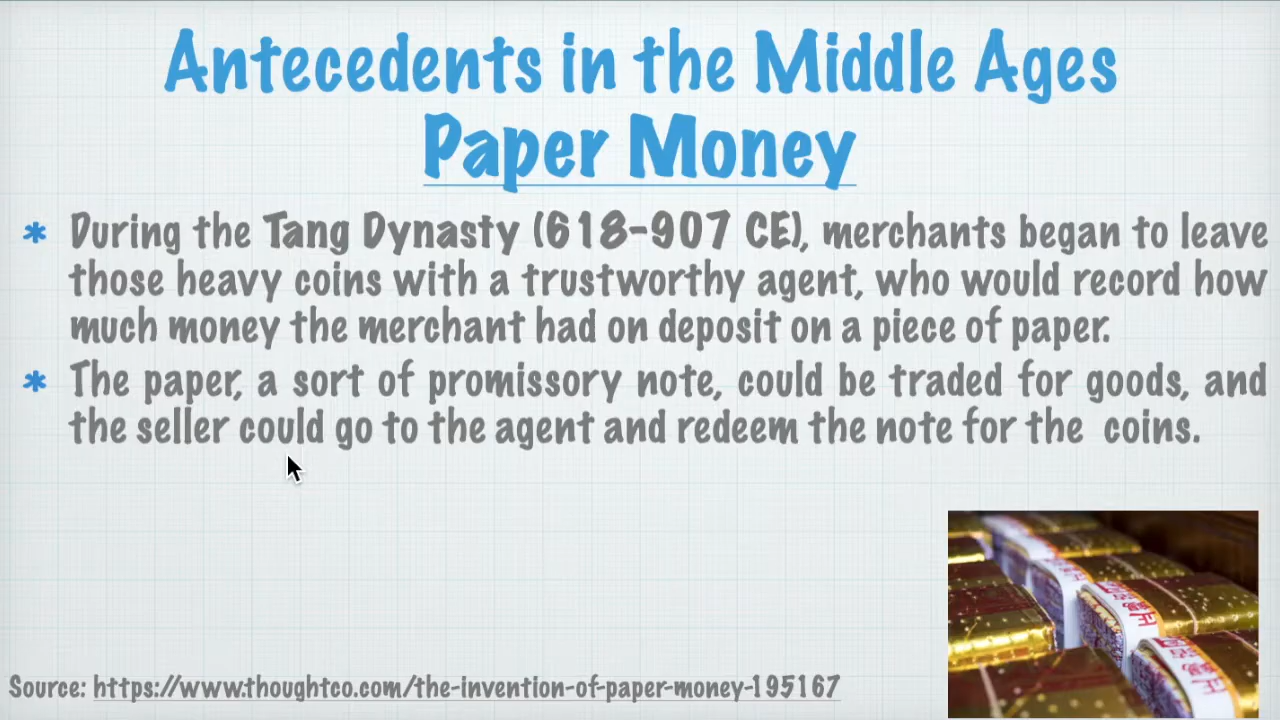 Antecedents in the Middle Ages
Paper Money
* During the Tang Dynasty (618-907 CE), merchants began to leave
those heavy coins with a trustworthy agent, who would record how
much money the merchant had on deposit on a piece of paper.
* The paper, a sort of promissory note, could be traded for goods, and
the seller could go to the agent and redeem the note for the coins.
Source: https://www.thoughtco.com/the-invention-of-paper-money-195167